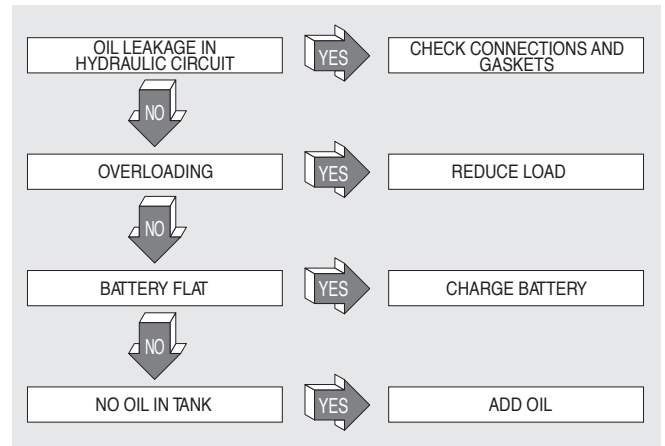 OIL LEAKAGE IN
HYDRAULIC CIRCUIT
YES
CHECK CONNECTIONS AND
GASKETS
NO
OVERLOADING
YES
REDUCE LOAD
NO
BATTERY FLAT
YES
CHARGE BATTERY
NO
NO OIL IN TANK
YES
ADD OIL